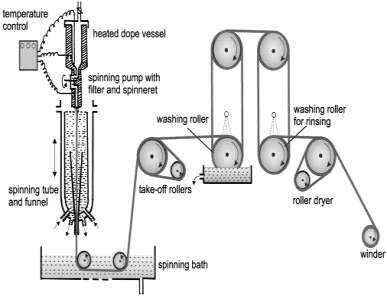 temperature
control
heated dope vessel
spinning pump with
filter and spinneret
washing roller
washing roller
for rinsing
spinning tube
and funnel
take-off rollers
roller dryer
spinning bath
winder